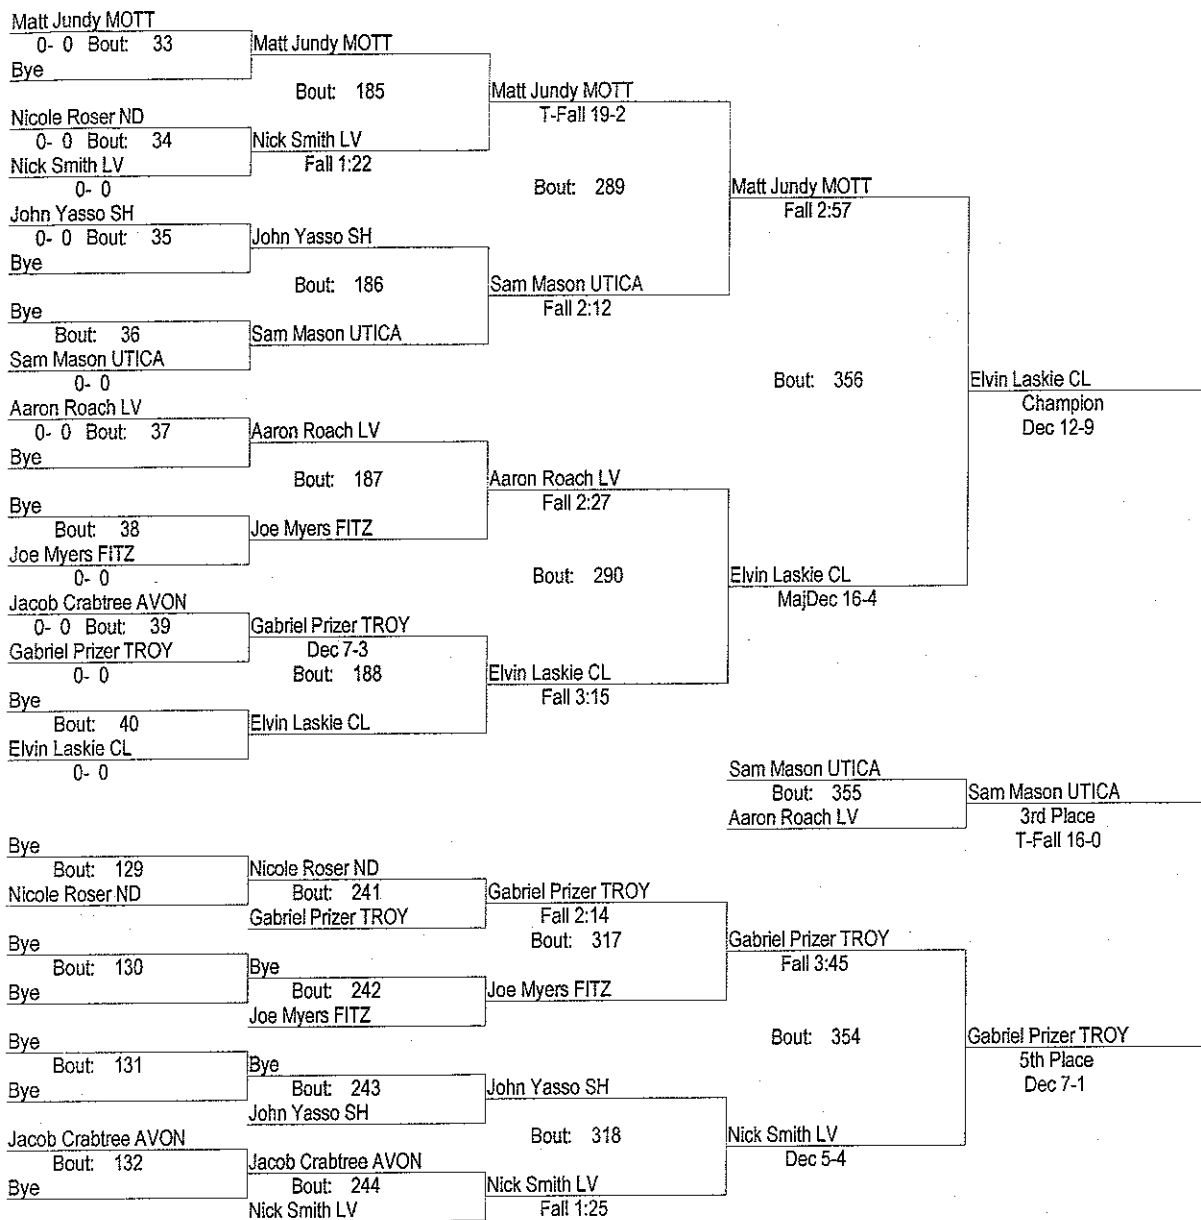 Matt Jundy MOTT
0- 0 Bout: 33
Bye
Matt Jundy MOTT
Bout: 185
Nicole Roser ND
0- 0 Bout: 34
Nick Smith LV
0- 0
Nick Smith LV
Fall 1:22
Matt Jundy MOTT
T-Fall 19-2
Bout: 289
John Yasso SH
0- 0 Bout: 35
Bye
John Yasso SH
Bout: 186
Bye
Bout: 36
Sam Mason UTICA
0- 0
Sam Mason UTICA
Sam Mason UTICA
Fall 2:12
Matt Jundy MOTT
Fall 2:57
Bout: 356
Aaron Roach LV
0- 0 Bout: 37
Bye
Aaron Roach LV
Bout: 187
Bye
Bout: 38
Joe Myers FITZ
0- 0
Joe Myers FITZ
Aaron Roach LV
Fall 2:27
Bout: 290
Jacob Crabtree AVON
0- 0 Bout: 39
Gabriel Prizer TROY
0- 0
Gabriel Prizer TROY
Dec 7-3
Bout: 188
Bye
Bout: 40
Elvin Laskie CL
0- 0
Elvin Laskie CL
Elvin Laskie CL
Fall 3:15
Elvin Laskie CL
MajDec 16-4
Elvin Laskie CL
Champion
Dec 12-9
Sam Mason UTICA
Bout: 355
Aaron Roach LV
Sam Mason UTICA
3rd Place
T-Fall 16-0
Bye
Bout: 129
Nicole Roser ND
Nicole Roser ND
Bout: 241
Gabriel Prizer TROY
Gabriel Prizer TROY
Fall 2:14
Bout: 317
Bye
Bout: 130
Bye
Bye
Bout: 242
Joe Myers FITZ
Joe Myers FITZ
Gabriel Prizer TROY
Fall 3:45
Bout: 354
Bye
Bout: 131
Bye
Bye
Bout: 243
John Yasso SH
John Yasso SH
Bout: 318
Jacob Crabtree AVON
Bout: 132
Bye
Jacob Crabtree AVON
Bout: 244
Nick Smith LV
Nick Smith LV
Fall 1:25
Nick Smith LV
Dec 5-4
Gabriel Prizer TROY
5th Place
Dec 7-1